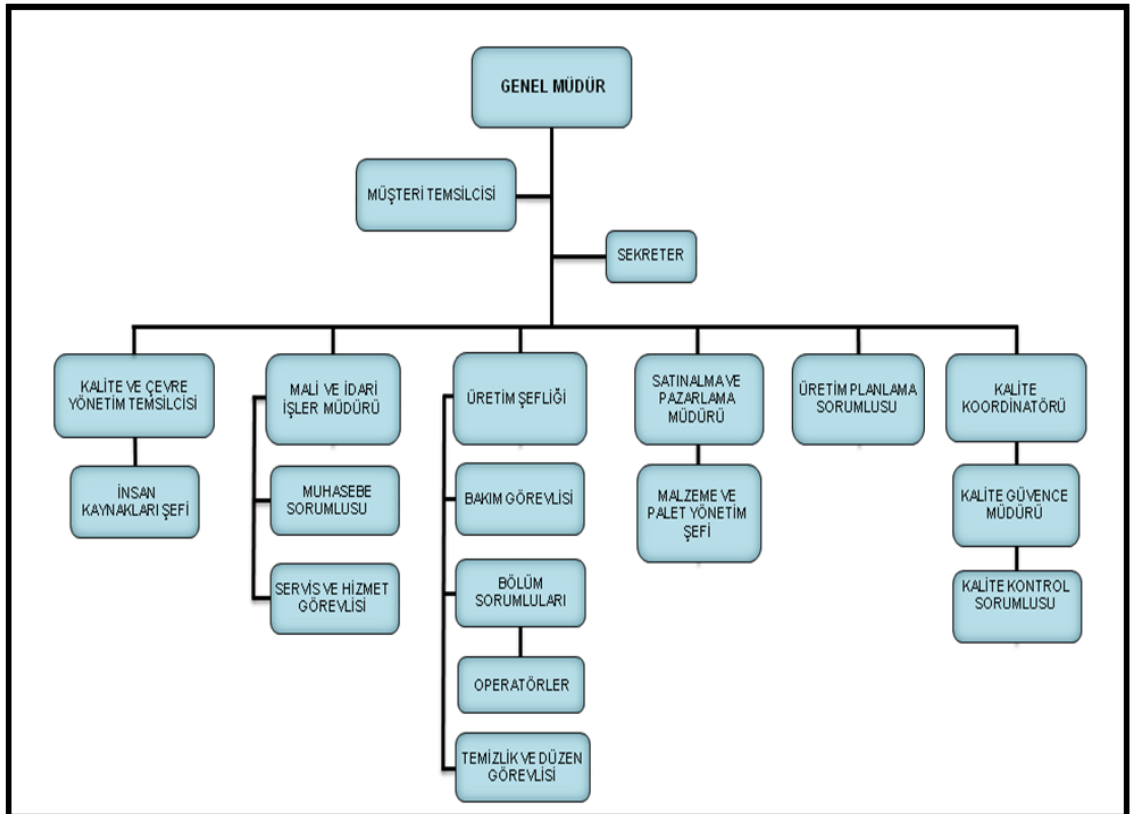 GENEL MÜDÜR
MÜŞTERİ TEMSİLCİSİ
SEKRETER
KALİTE VE ÇEVRE
YÖNETİM TEMSİLCİSİ
MALİ VE İDARİ
İŞLER MÜDÜRÜ
ÜRETİM ŞEFLİĞİ
SATINALMA VE
PAZARLAMA
MÜDÜRÜ
ÜRETİM PLANLAMA
SORUMLUSU
KALİTE
KOORDİNATÖRÜ
İNSAN
KAYNAKLARI ŞEFİ
MUHASEBE
SORUMLUSU
BAKIM GÖREVLİSİ
MALZEME VE
PALET YÖNETİM
ŞEFİ
KALİTE GÜVENCE
MÜDÜRÜ
SERVİS VE HİZMET
GÖREVLİSİ
BÖLÜM
SORUMLULARI
KALİTE KONTROL
SORUMLUSU
OPERATÖRLER
TEMİZLİK VE DÜZEN
GÖREVLİSİ